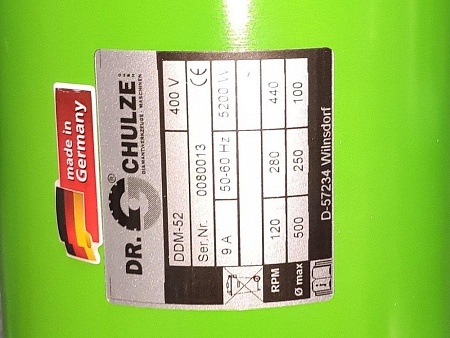 made in
Germany
DR. SCHULZE GMBH
DIAMANTWERKZEUGE · MASCHINEN
®
DDM-52 400 V
Ser.Nr. 0080013 CE
9 A 50-60 Hz 5200 W
RPM 120 280 440
Ø max 500 250 100
D-57234 Wilnsdorf